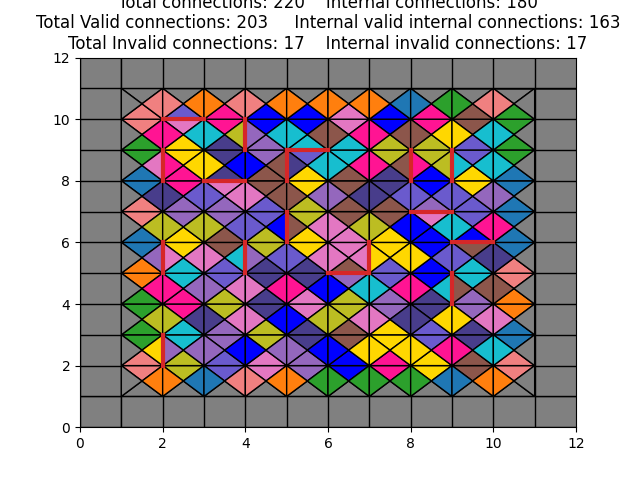 Total connections: 220 Internal connections: 180
Total Valid connections: 203 Internal valid internal connections: 163
Total Invalid connections: 17 Internal invalid connections: 17
12
10
8
6
4
2
0
0 2 4 6 8 10 12